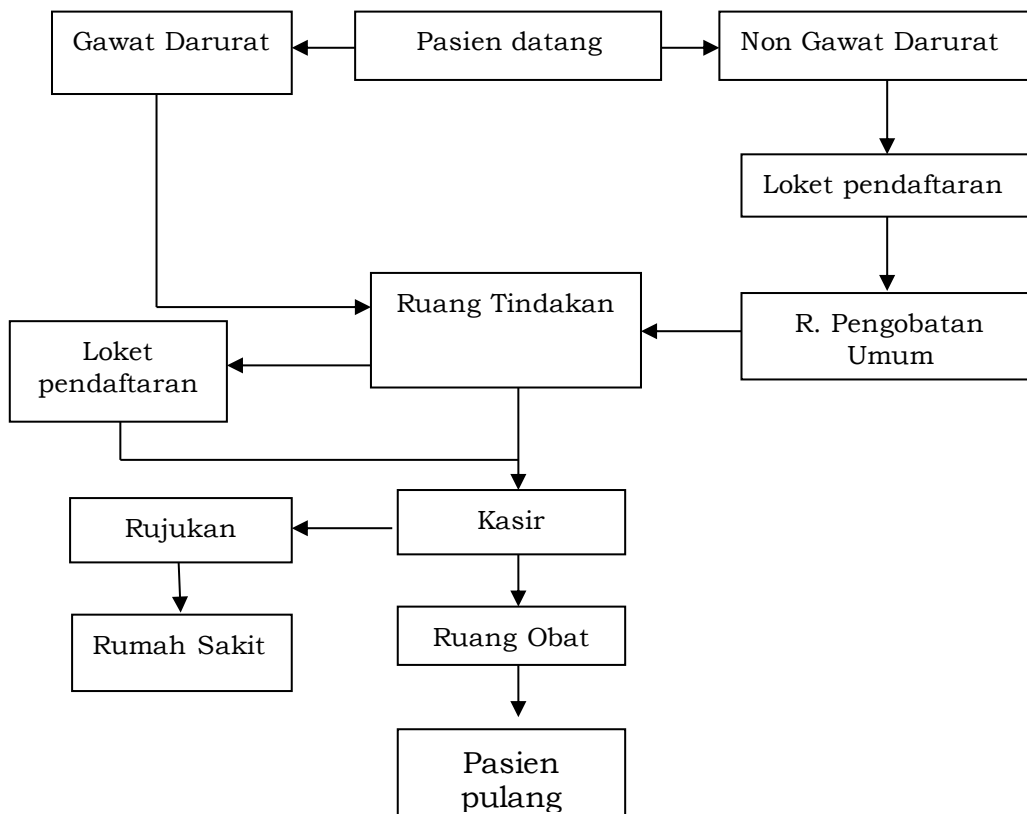 Gawat Darurat
Pasien datang
Non Gawat Darurat
Loket pendaftaran
Ruang Tindakan
R. Pengobatan
Umum
Loket
pendaftaran
Kasir
Rujukan
Ruang Obat
Rumah Sakit
Pasien
pulang